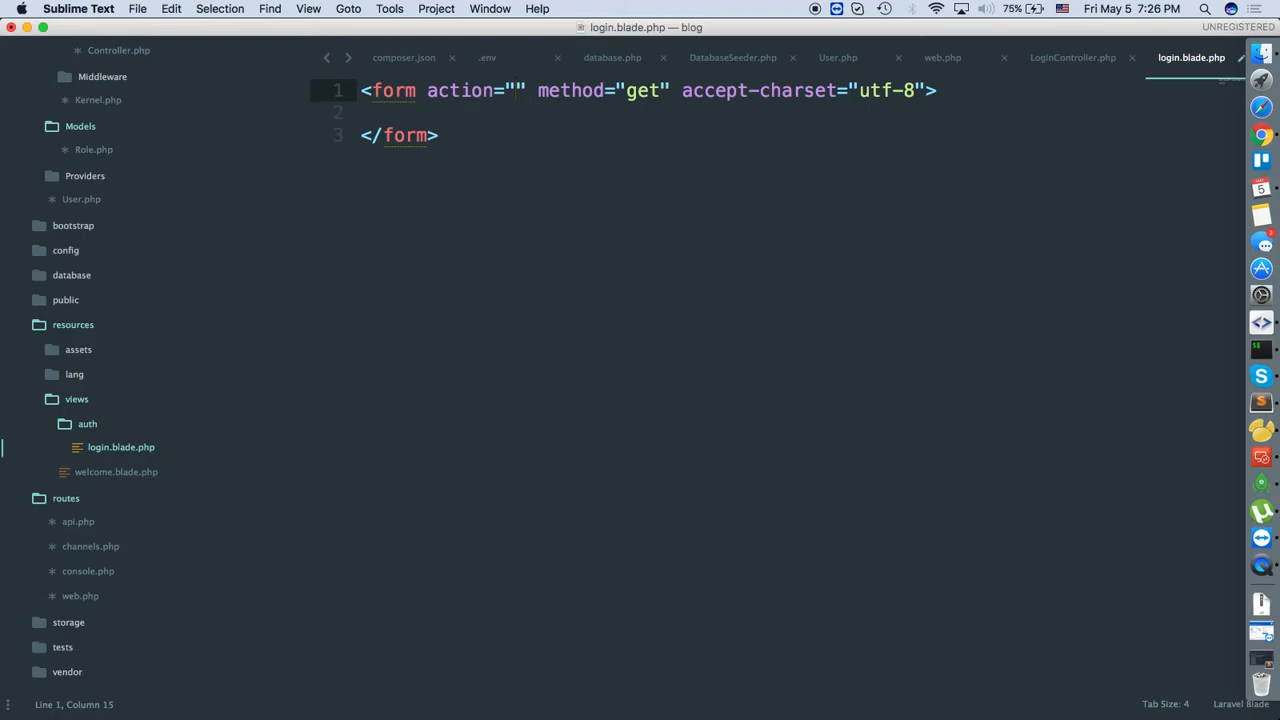 Sublime Text File Edit Selection Find View Goto Tools Project Window Help 75% Fri May 5 7:26 PM
login.blade.php — blog UNREGISTERED
composer.json .env database.php DatabaseSeeder.php User.php web.php LoginController.php login.blade.php
Controller.php
Middleware
Kernel.php
Models
Role.php
Providers
User.php
bootstrap
config
database
public
resources
assets
lang
views
auth
login.blade.php
welcome.blade.php
routes
api.php
channels.php
console.php
web.php
storage
tests
vendor
1 <form action="" method="get" accept-charset="utf-8">
2
3 </form>
Line 1, Column 15 Tab Size: 4 Laravel Blade